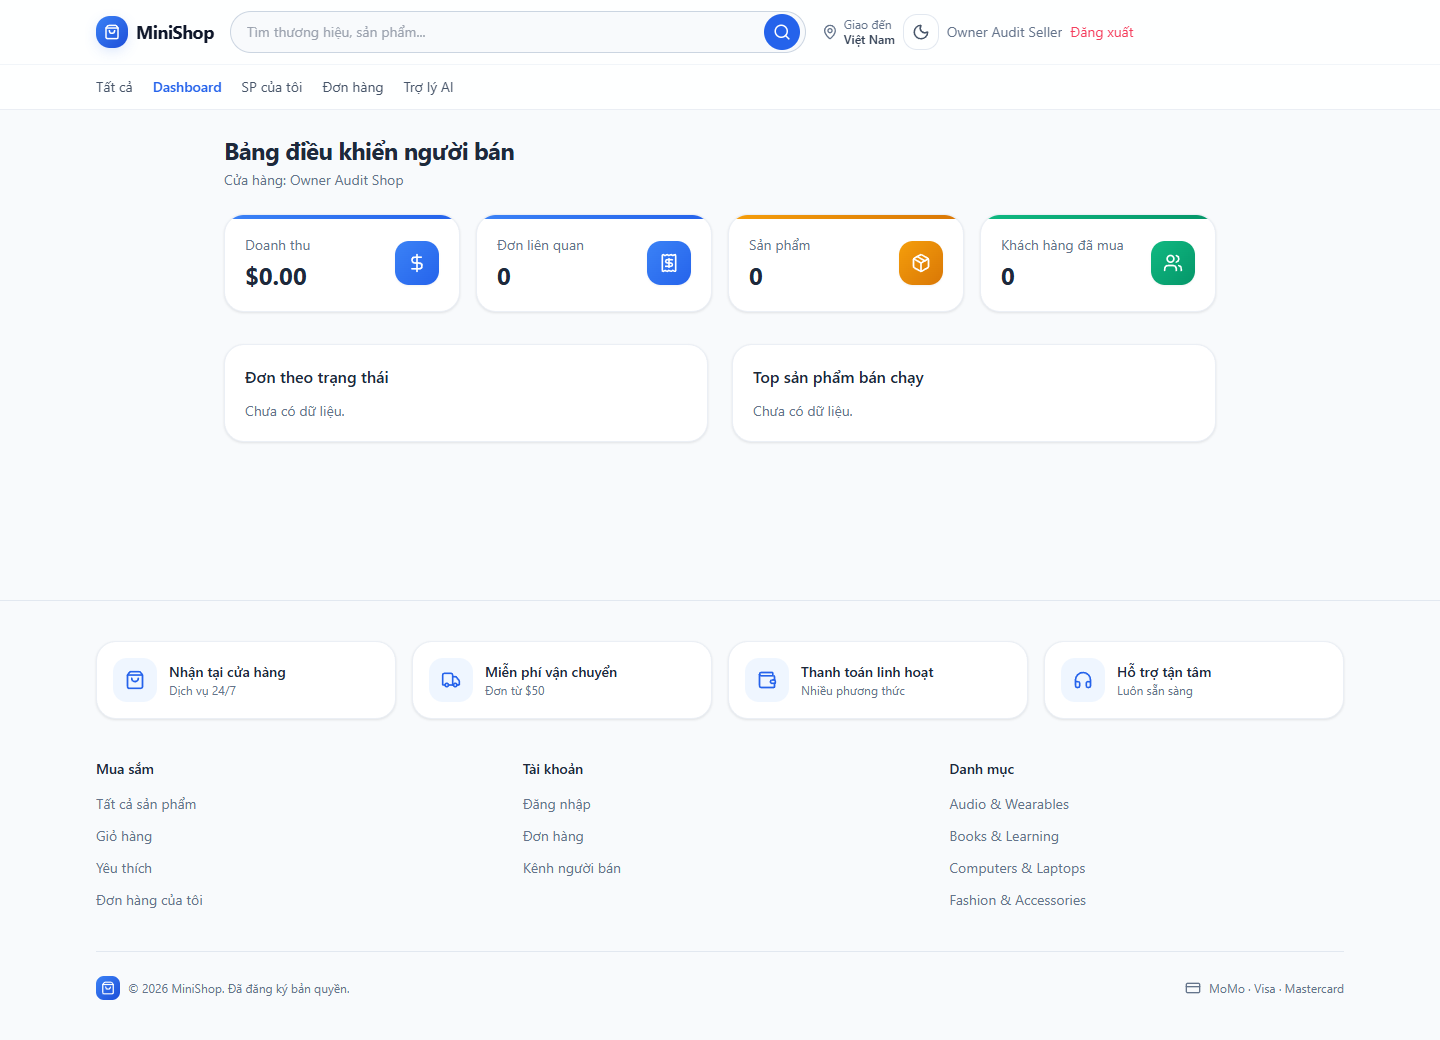 MiniShop
Tìm thương hiệu, sản phẩm...
Giao đến
Việt Nam
Owner Audit Seller
Đăng xuất
Tất cả
Dashboard
SP của tôi
Đơn hàng
Trợ lý AI
Bảng điều khiển người bán
Cửa hàng: Owner Audit Shop
Doanh thu
$0.00
Đơn liên quan
0
Sản phẩm
0
Khách hàng đã mua
0
Đơn theo trạng thái
Chưa có dữ liệu.
Top sản phẩm bán chạy
Chưa có dữ liệu.
Nhận tại cửa hàng
Dịch vụ 24/7
Miễn phí vận chuyển
Đơn từ $50
Thanh toán linh hoạt
Nhiều phương thức
Hỗ trợ tận tâm
Luôn sẵn sàng
Mua sắm
Tất cả sản phẩm
Giỏ hàng
Yêu thích
Đơn hàng của tôi
Tài khoản
Đăng nhập
Đơn hàng
Kênh người bán
Danh mục
Audio & Wearables
Books & Learning
Computers & Laptops
Fashion & Accessories
© 2026 MiniShop. Đã đăng ký bản quyền.
MoMo · Visa · Mastercard